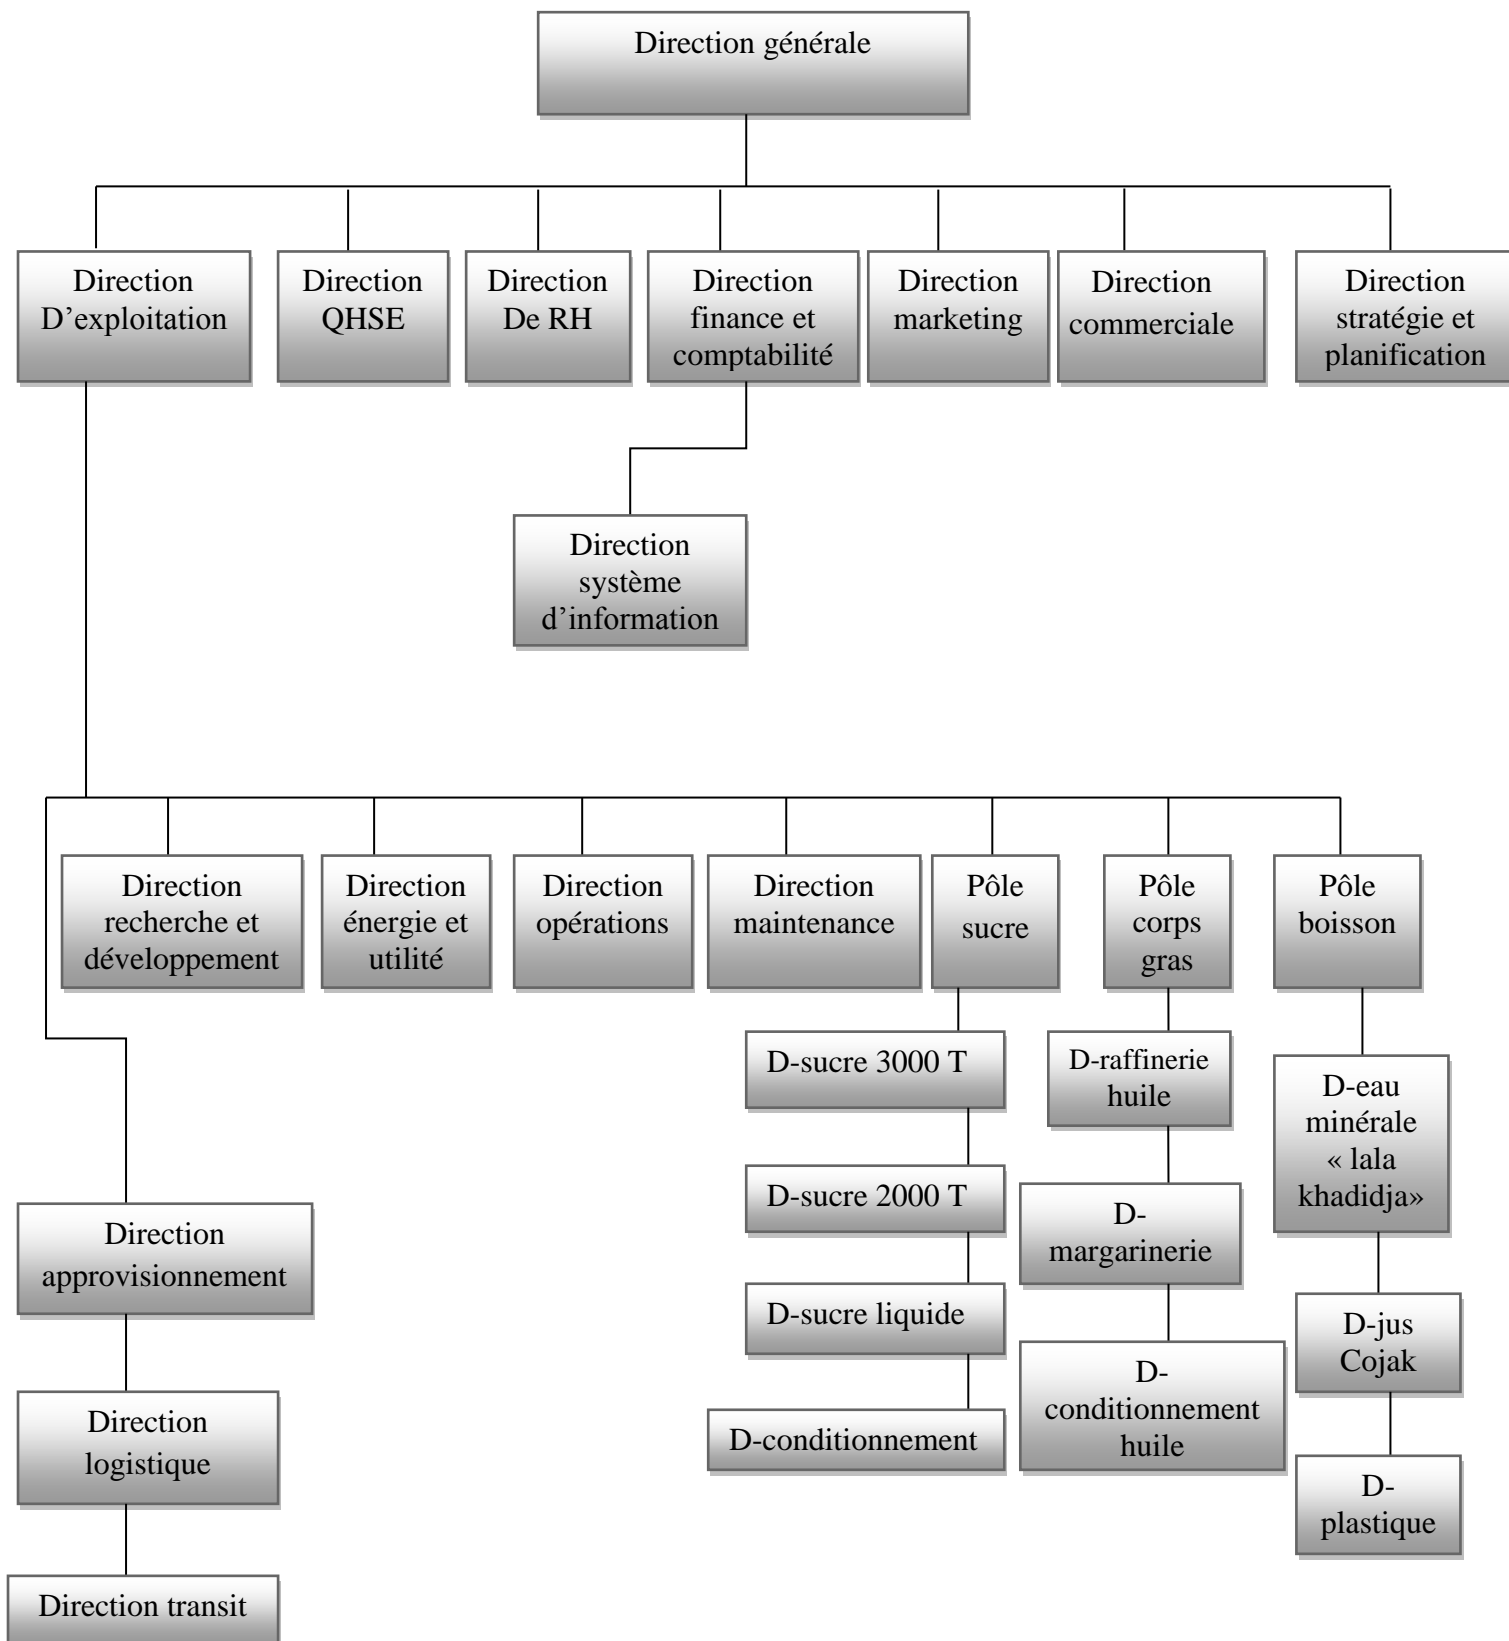 Direction générale
Direction
D’exploitation
Direction
QHSE
Direction
De RH
Direction
finance et
comptabilité
Direction
marketing
Direction
commerciale
Direction
stratégie et
planification
Direction
système
d’information
Direction
recherche et
développement
Direction
énergie et
utilité
Direction
opérations
Direction
maintenance
Pôle
sucre
Pôle
corps
gras
Pôle
boisson
D-sucre 3000 T
D-sucre 2000 T
D-sucre liquide
D-conditionnement
D-raffinerie
huile
D-
margarinerie
D-
conditionnement
huile
D-eau
minérale
« lala
khadidja»
D-jus
Cojak
D-
plastique
Direction
approvisionnement
Direction
logistique
Direction transit